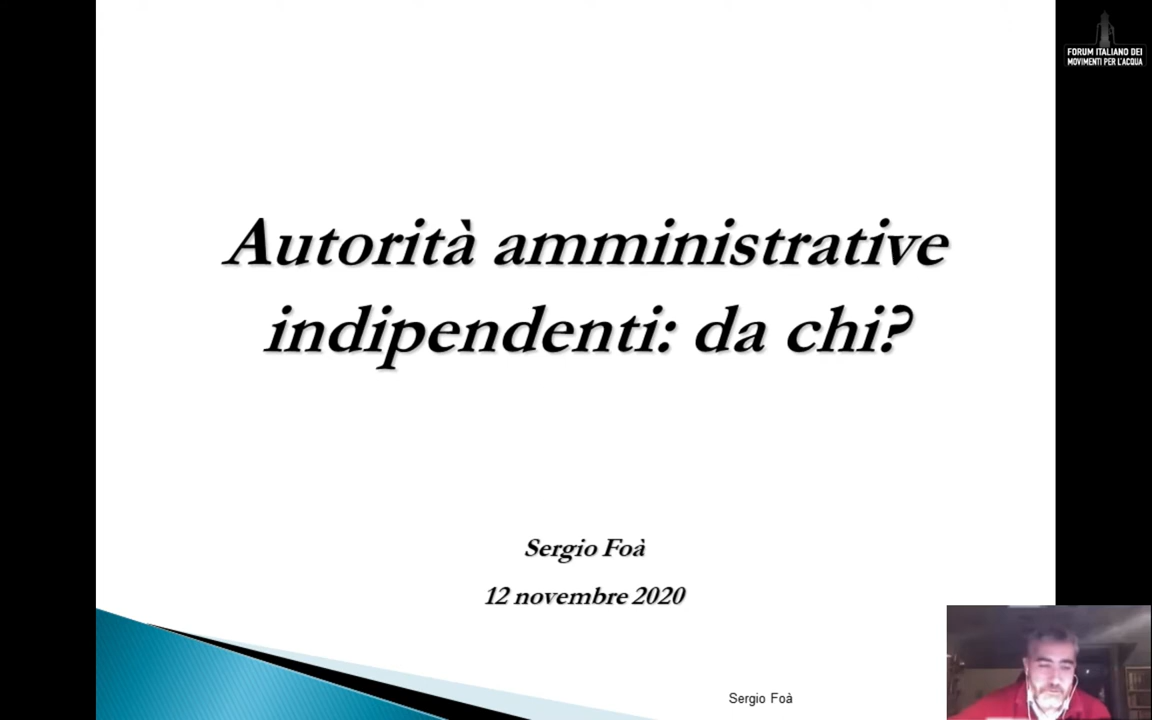 FORUM ITALIANO DEI
MOVIMENTI PER L'ACQUA
Autorità amministrative
indipendenti: da chi?
Sergio Foà
12 novembre 2020
Sergio Foà